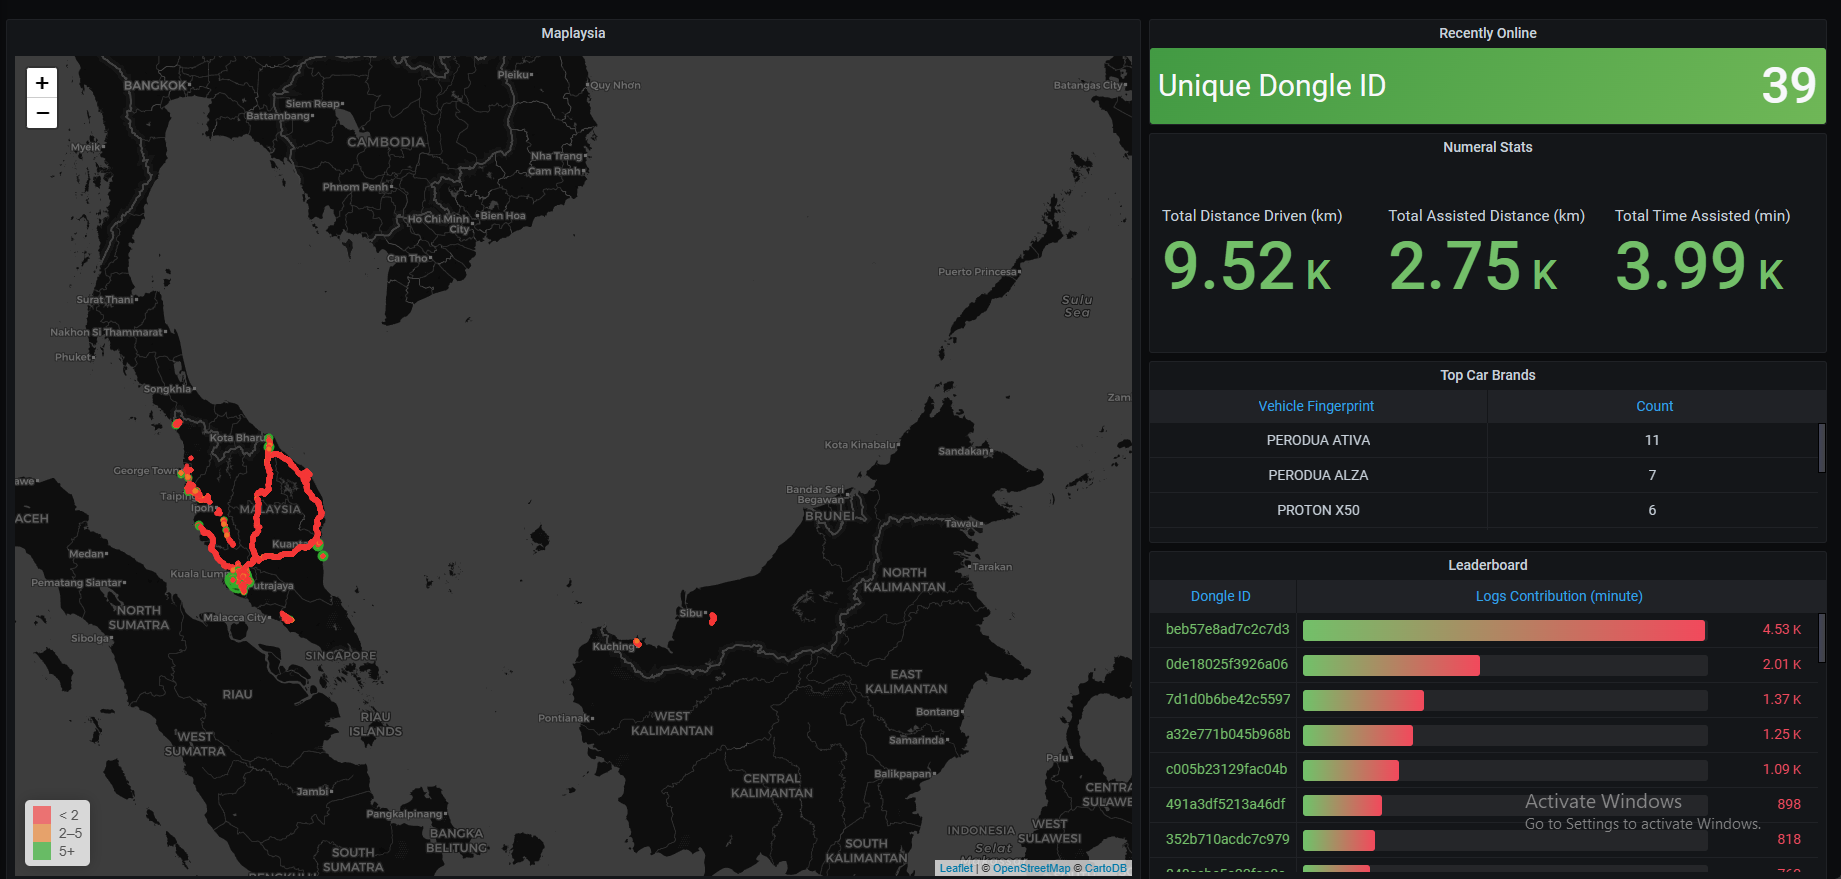 Maplaysia
+
−
BANGKOK
Pleiku
Quy Nhơn
Batangas City
Siem Reap
Battambang
CAMBODIA
Myeik
Nha Trang
Cam Ranh
Phnom Penh
Ho Chi Minh
City
Bien Hoa
Can Tho
Puerto Princesa
Sulu
Sea
Surat Thani
Nakhon Si Thammarat
Phuket
Songkhla
Zam
Kota Bharu
Kota Kinabalu
Sandakan
George Town
awe
Taiping
Ipoh
MALAYSIA
Bandar Seri
Begawan
BRUNEI
ACEH
Tawau
Kuant
Medan
Kuala Lum
utrajaya
Tarakan
Pematang Siantar
NORTH
KALIMANTAN
NORTH
SUMATRA
Malacca City
Sibu
Sibolga
Kuching
SINGAPORE
RIAU
EAST
KALIMANTAN
RIAU
ISLANDS
Pontianak
WEST
KALIMANTAN
Bontang
WEST
SUMATRA
Samarinda
Palu
Balikpapan
Jambi
CENTRAL
KALIMANTAN
CENTRA
SULAWE
Pangkalpinang
BANGKA
BELITUNG
INDONESIA
WEST
SULAWESI
SOUTH
SUMATRA
SOUTH
KALIMANTAN
Selat
< 2
2–5
5+
Leaflet | © OpenStreetMap © CartoDB
Recently Online
Unique Dongle ID 39
Numeral Stats
Total Distance Driven (km) Total Assisted Distance (km) Total Time Assisted (min)
9.52 K 2.75 K 3.99 K
Top Car Brands
Vehicle Fingerprint Count
PERODUA ATIVA 11
PERODUA ALZA 7
PROTON X50 6
Leaderboard
Dongle ID Logs Contribution (minute)
beb57e8ad7c2c7d3 4.53 K
0de18025f3926a06 2.01 K
7d1d0b6be42c5597 1.37 K
a32e771b045b968b 1.25 K
c005b23129fac04b 1.09 K
491a3df5213a46df 898
352b710acdc7c979 818
Activate Windows
Go to Settings to activate Windows.